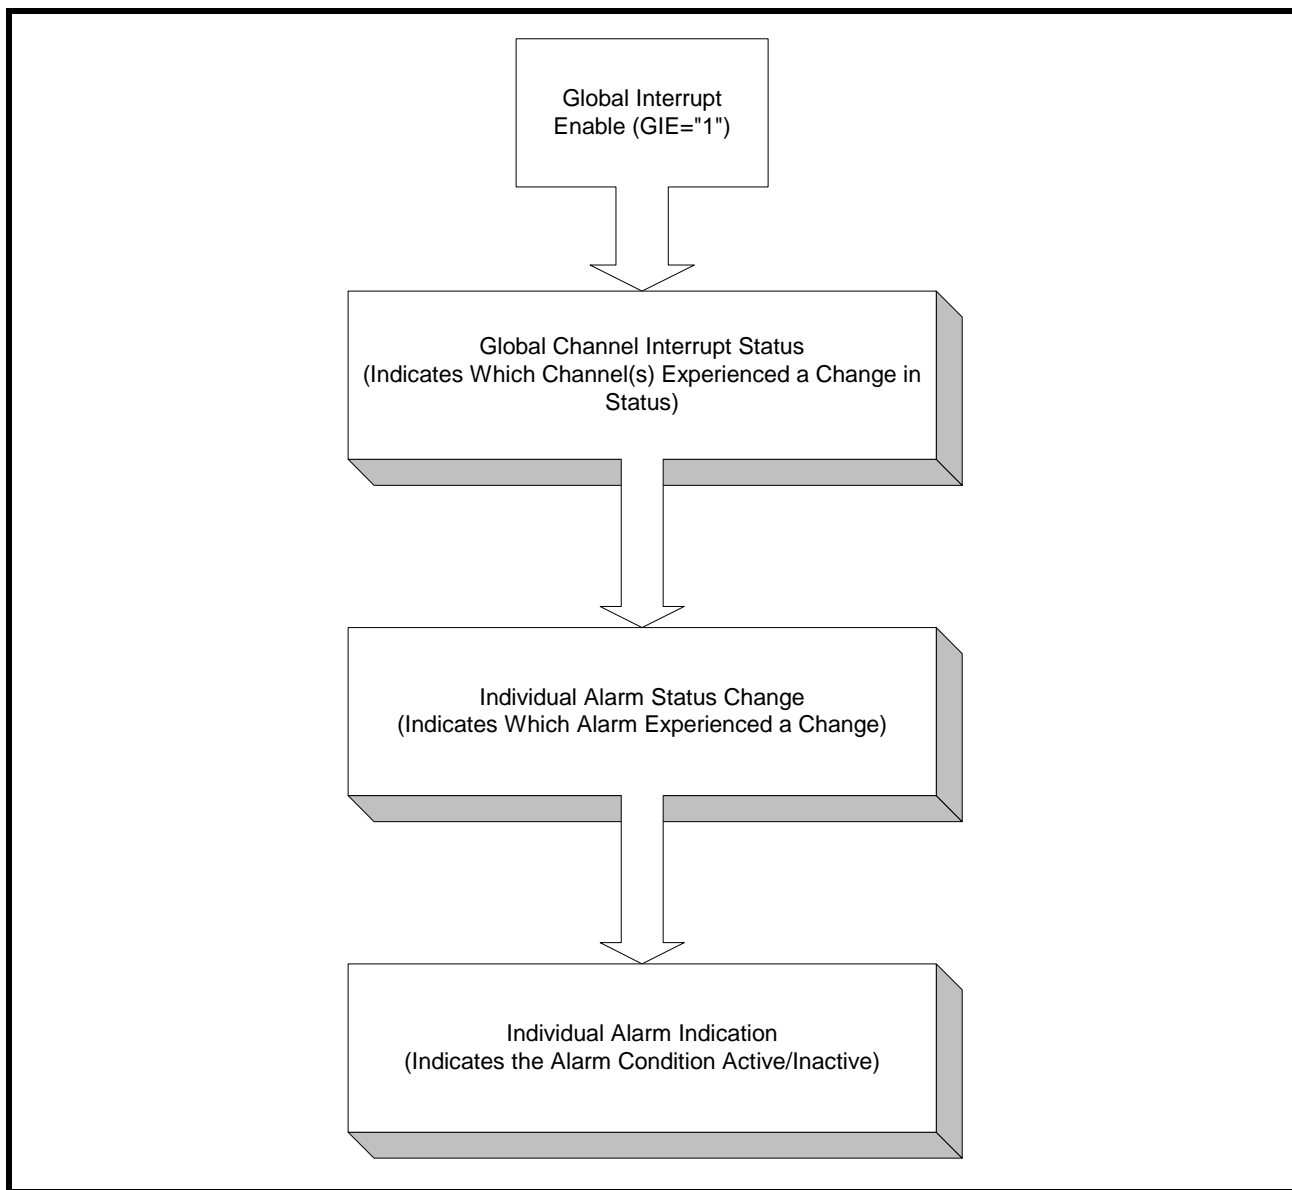 Global Interrupt
Enable (GIE="1")
Global Channel Interrupt Status
(Indicates Which Channel(s) Experienced a Change in
Status)
Individual Alarm Status Change
(Indicates Which Alarm Experienced a Change)
Individual Alarm Indication
(Indicates the Alarm Condition Active/Inactive)